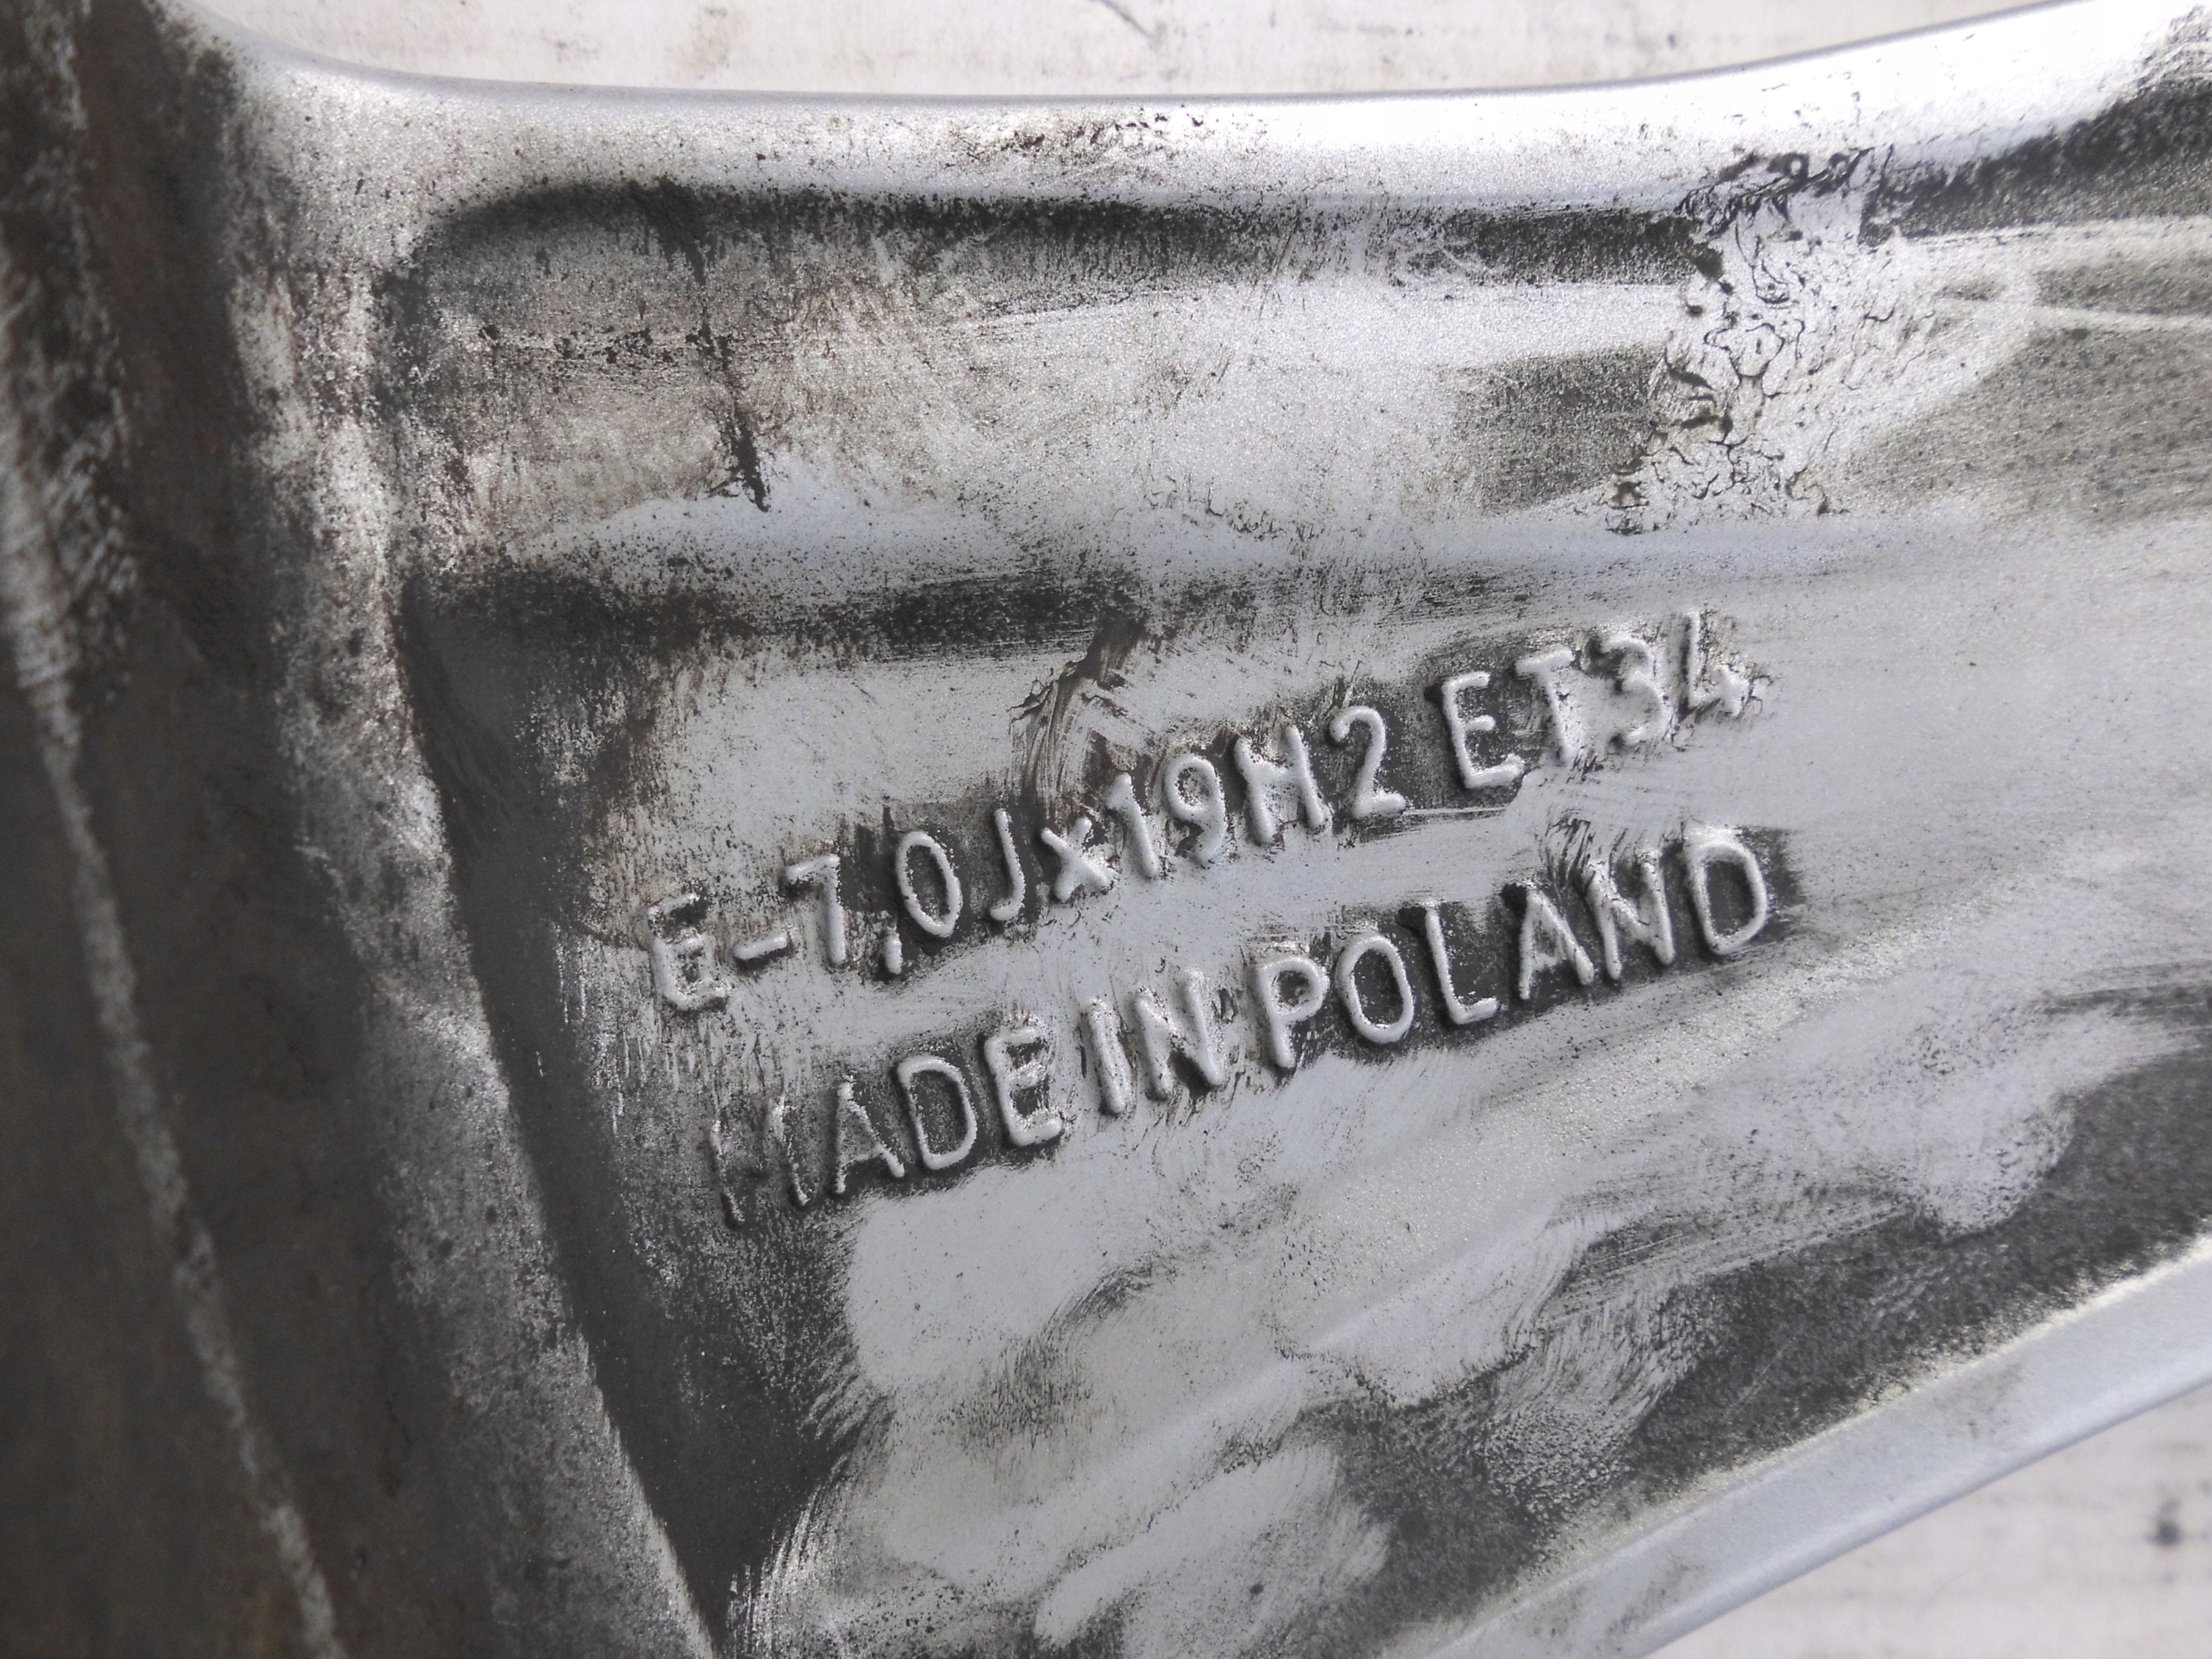 E-7,0Jx19H2 ET34
MADE IN POLAND